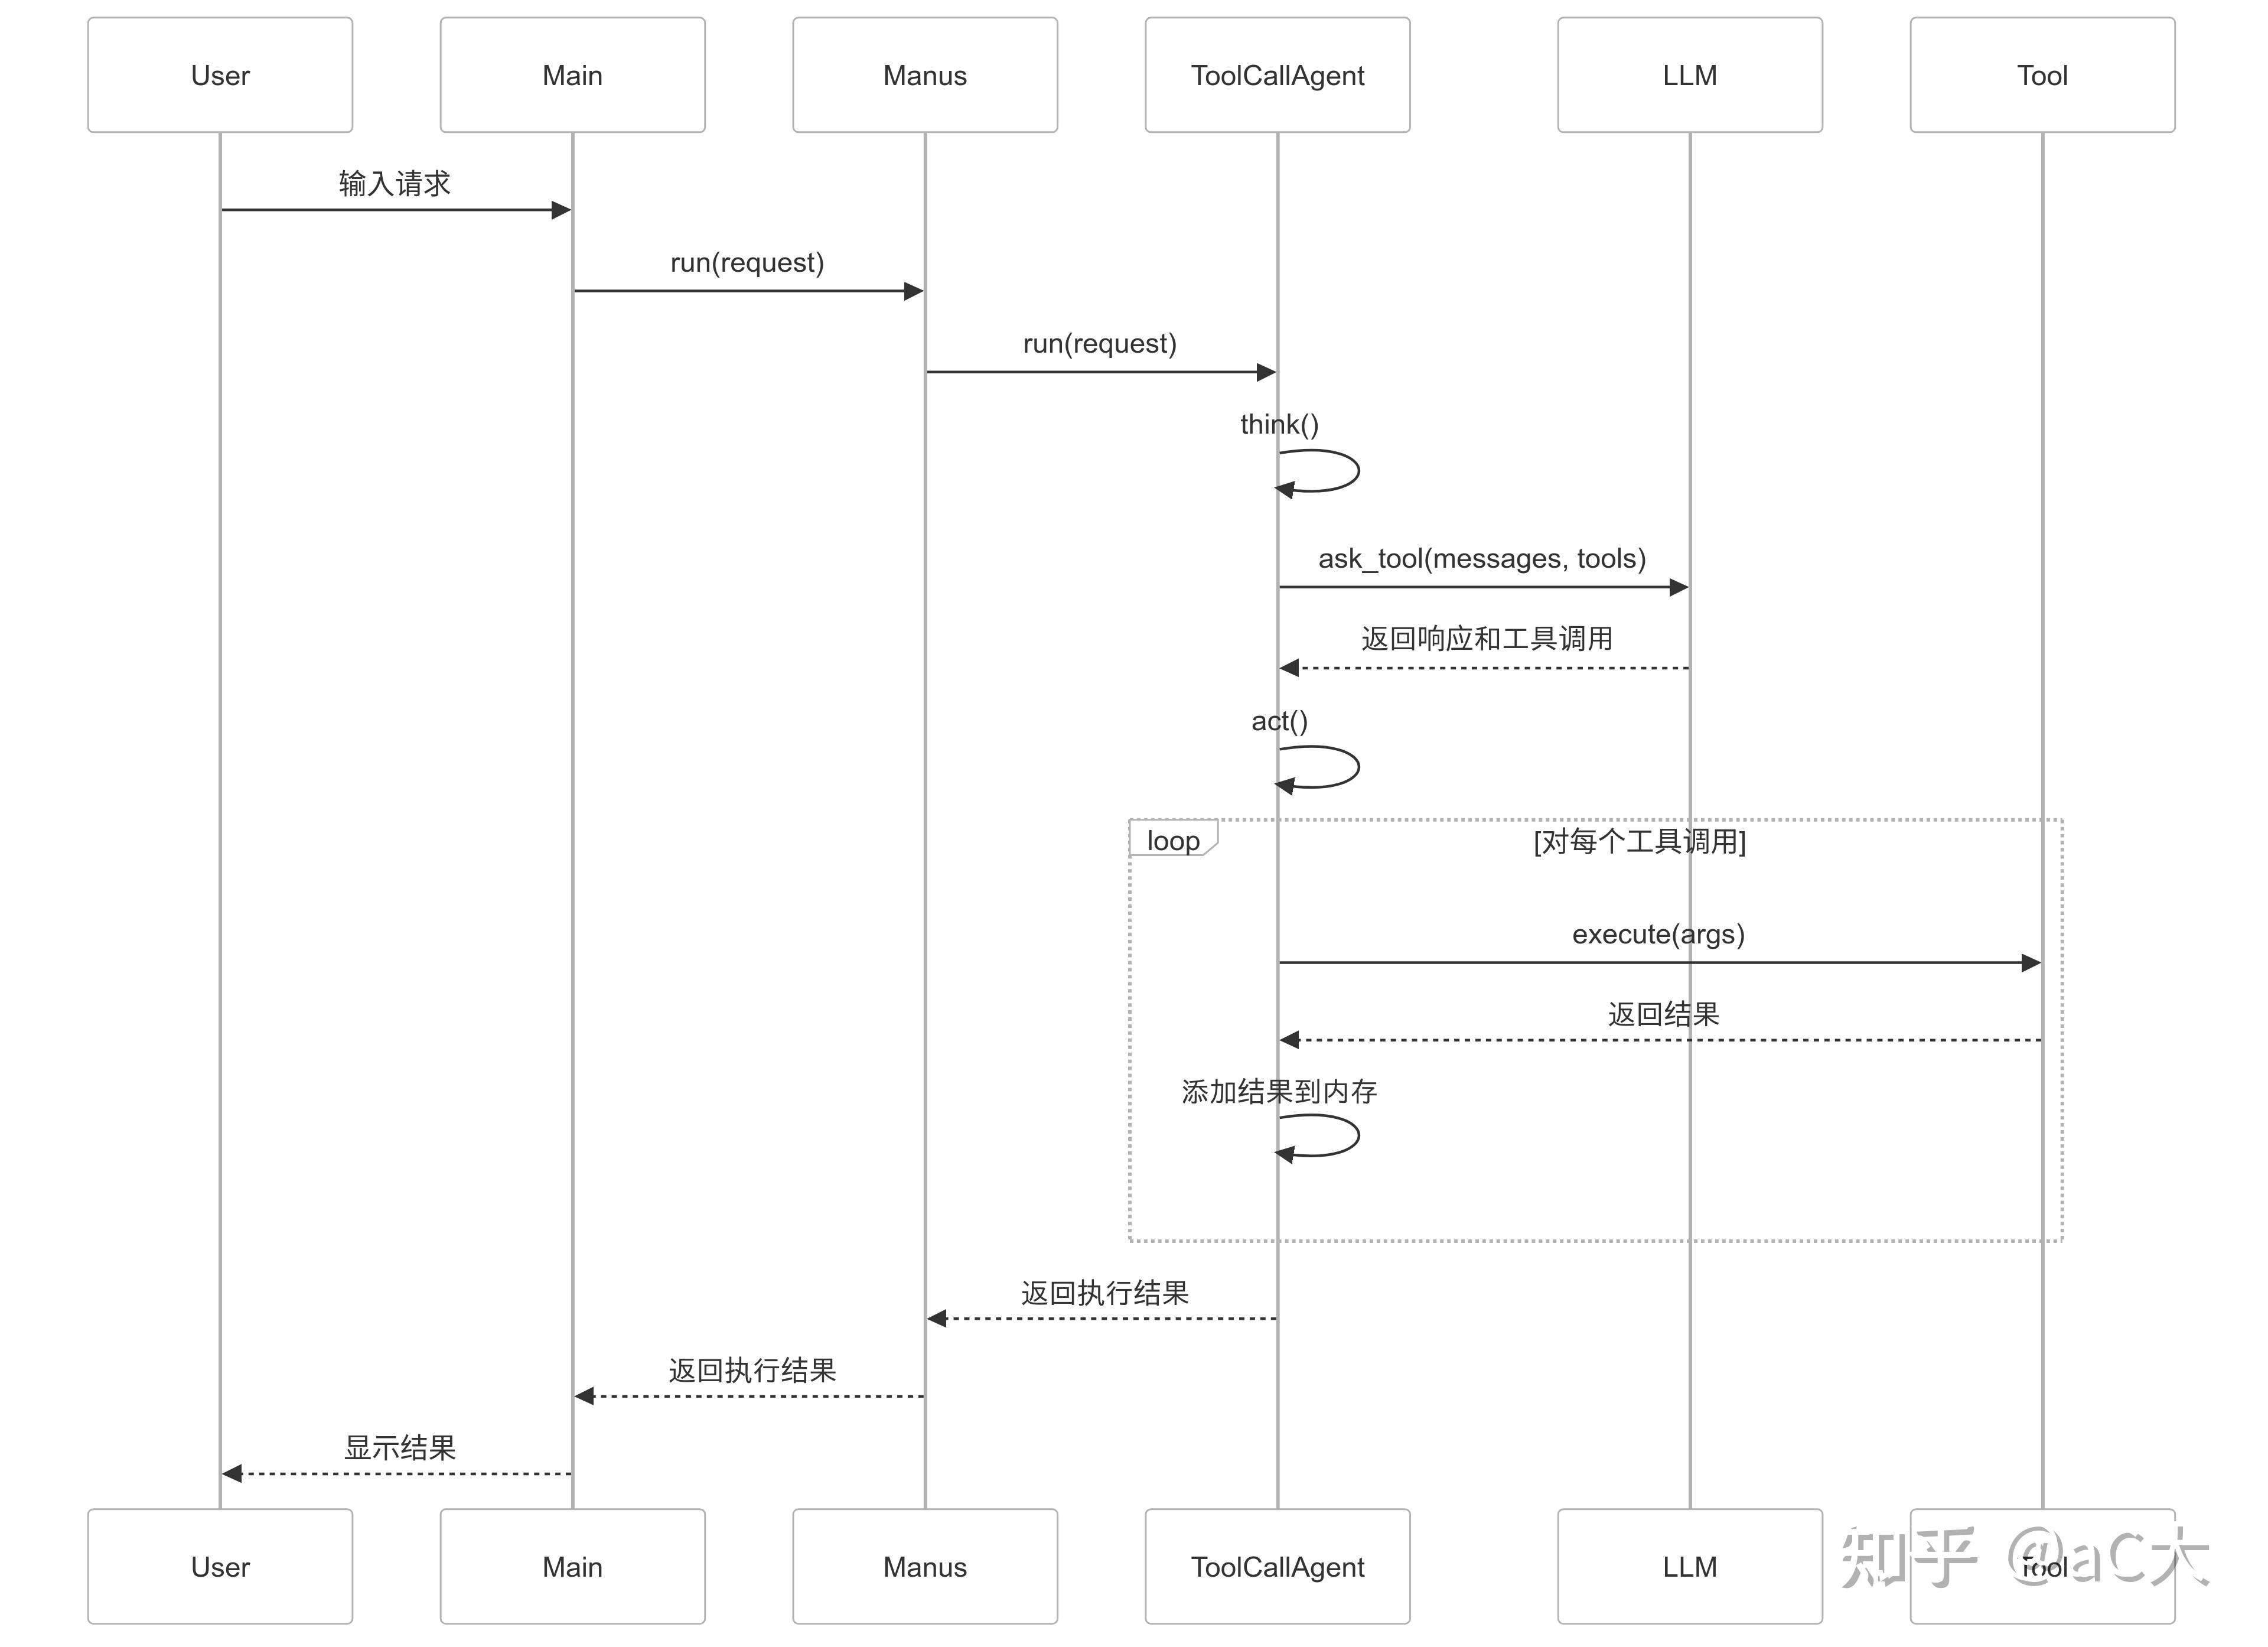 User
Main
Manus
ToolCallAgent
LLM
Tool
输入请求
run(request)
run(request)
think()
ask_tool(messages, tools)
返回响应和工具调用
act()
loop
[对每个工具调用]
execute(args)
返回结果
添加结果到内存
返回执行结果
返回执行结果
显示结果
User
Main
Manus
ToolCallAgent
LLM
Tool
知乎 @aC大